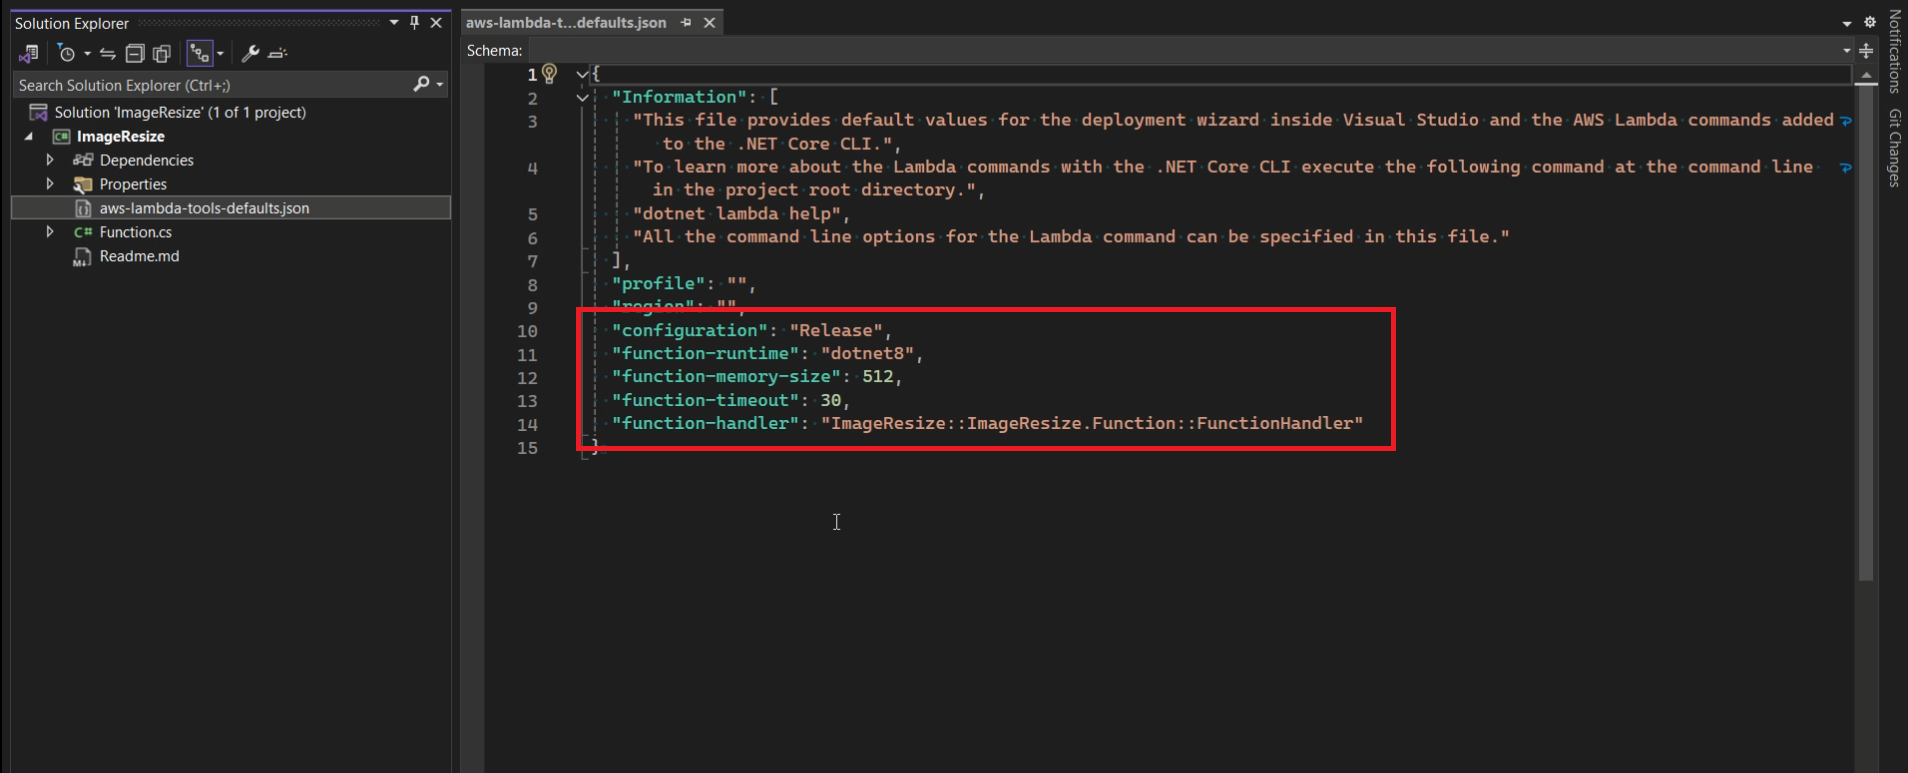 Solution Explorer
Search Solution Explorer (Ctrl+;)
Solution 'ImageResize' (1 of 1 project)
C# ImageResize
Dependencies
Properties
aws-lambda-tools-defaults.json
C# Function.cs
Readme.md
aws-lambda-t...defaults.json
Schema:
1 {
2 "Information": [
3 "This file provides default values for the deployment wizard inside Visual Studio and the AWS Lambda commands added
to the .NET Core CLI.",
4 "To learn more about the Lambda commands with the .NET Core CLI execute the following command at the command line
in the project root directory.",
5 "dotnet lambda help",
6 "All the command line options for the Lambda command can be specified in this file."
7 ],
8 "profile": "",
9 "region": "",
10 "configuration": "Release",
11 "function-runtime": "dotnet8",
12 "function-memory-size": 512,
13 "function-timeout": 30,
14 "function-handler": "ImageResize::ImageResize.Function::FunctionHandler"
15 }
Notifications
Git Changes